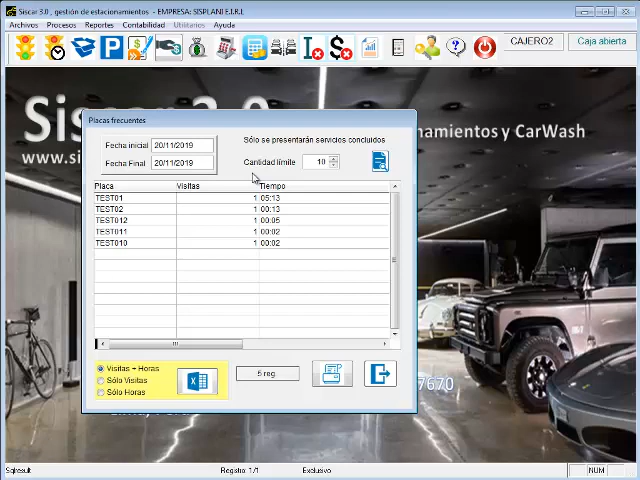 Siscar 3.0 , gestión de estacionamientos - EMPRESA: SISPLANI E.I.R.L
Archivos Procesos Reportes Contabilidad Utilitarios Ayuda
CAJERO2 Caja abierta
Siscar 3.0
namientos y CarWash
www.sis
Placas frecuentes
Fecha inicial 20/11/2019
Sólo se presentarán servicios concluidos
Fecha Final 20/11/2019
Cantidad límite 10
Placa Visitas Tiempo
TEST01 1 05:13
TEST02 1 00:13
TEST012 1 00:05
TEST011 1 00:02
TEST010 1 00:02
Visitas + Horas
Sólo Visitas
Sólo Horas
5 reg.
7670
Sqlresult Registro: 1/1 Exclusivo NUM